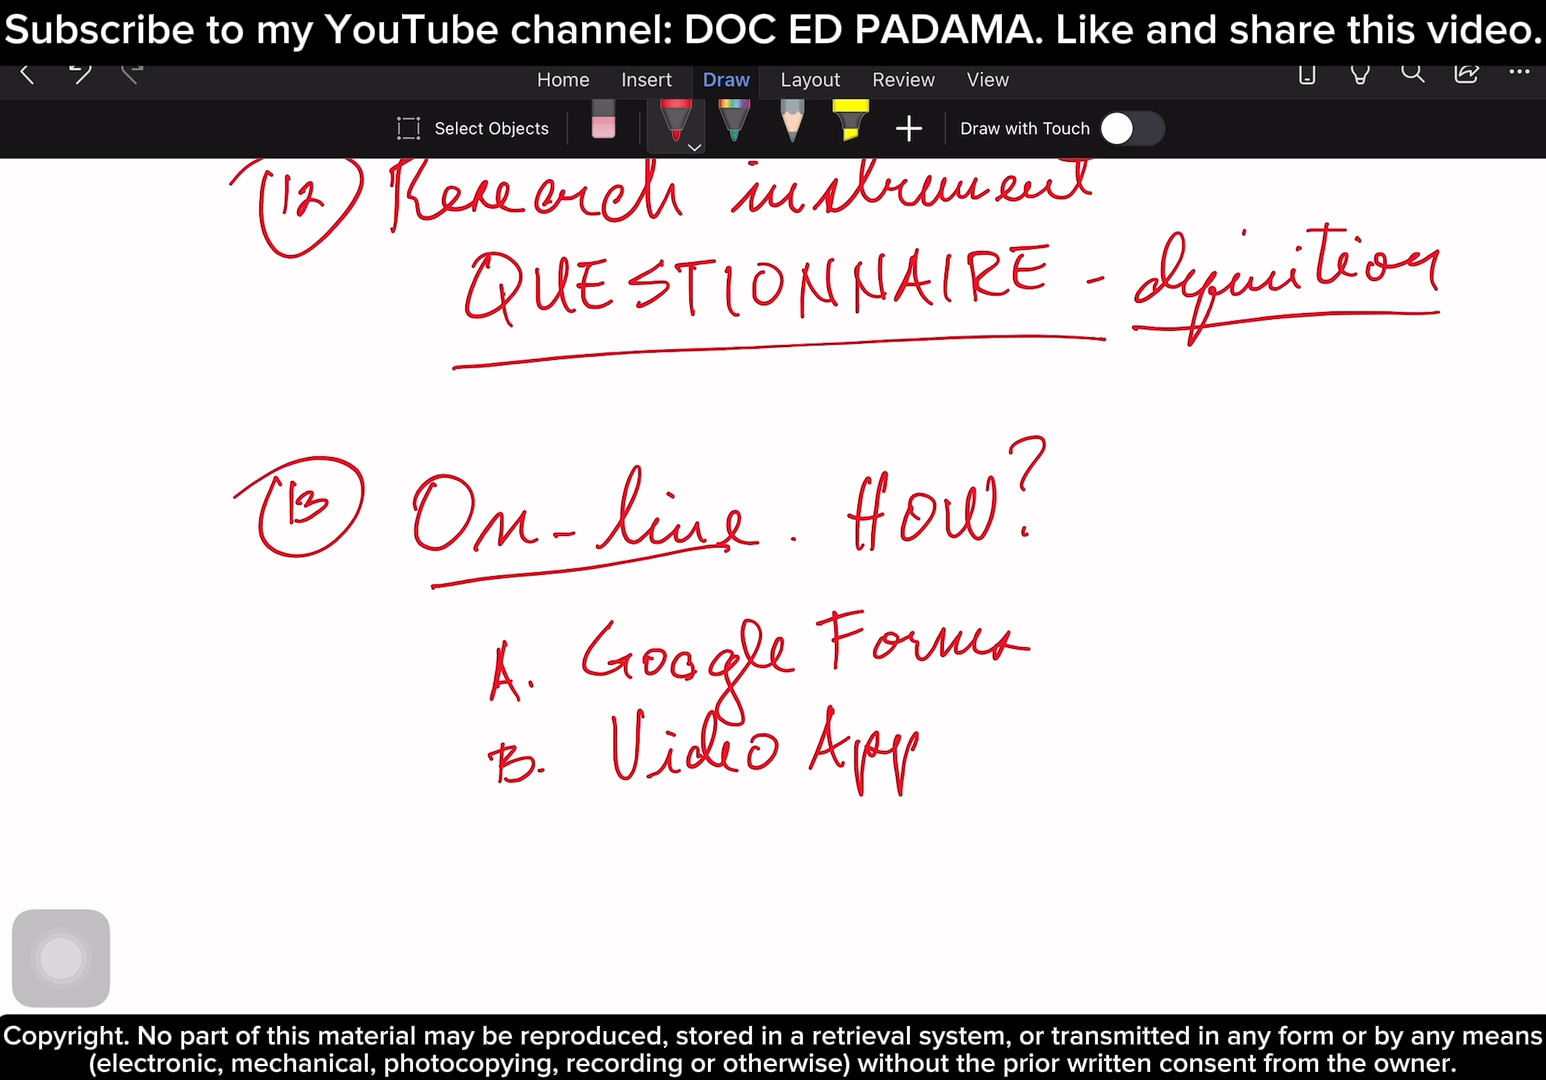 Subscribe to my YouTube channel: DOC ED PADAMA. Like and share this video.
Home Insert Draw Layout Review View
Select Objects Draw with Touch
12 Research instrument
QUESTIONNAIRE - definition
13 On-line. How?
A. Google Forms
B. Video App
Copyright. No part of this material may be reproduced, stored in a retrieval system, or transmitted in any form or by any means
(electronic, mechanical, photocopying, recording or otherwise) without the prior written consent from the owner.